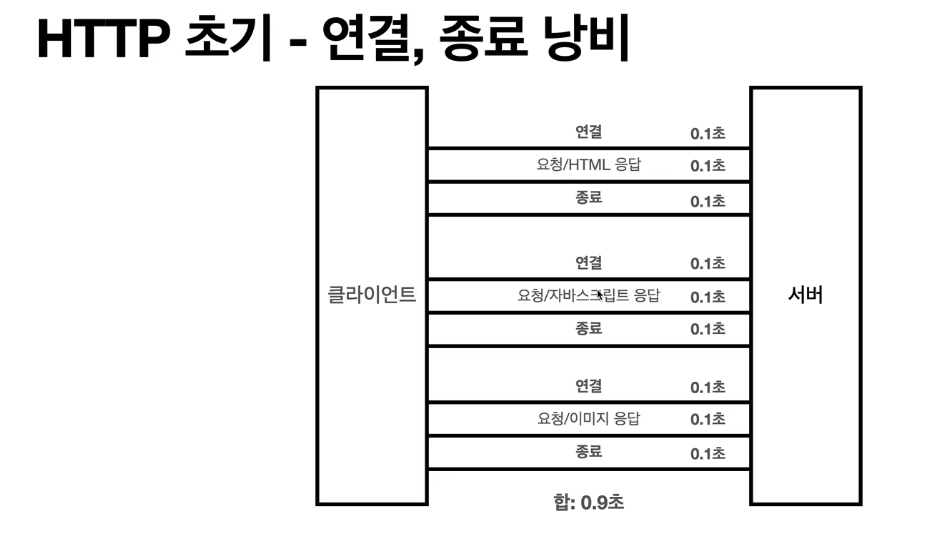 HTTP 초기 - 연결, 종료 낭비
연결 0.1초
요청/HTML 응답 0.1초
종료 0.1초
연결 0.1초
클라이언트 요청/자바스크립트 응답 0.1초 서버
종료 0.1초
연결 0.1초
요청/이미지 응답 0.1초
종료 0.1초
합: 0.9초